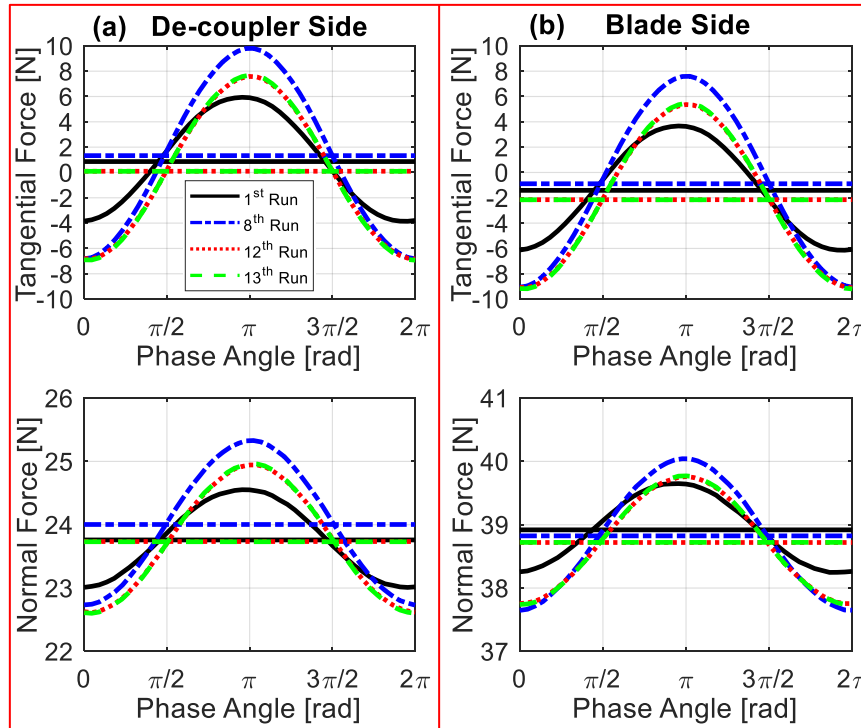 (a) De-coupler Side
Tangential Force [N]
10
8
6
4
2
0
-2
-4
-6
-8
-10
1st Run
8th Run
12th Run
13th Run
0 π/2 π 3π/2 2π
Phase Angle [rad]
Normal Force [N]
26
25
24
23
22
0 π/2 π 3π/2 2π
Phase Angle [rad]
(b) Blade Side
Tangential Force [N]
10
8
6
4
2
0
-2
-4
-6
-8
-10
0 π/2 π 3π/2 2π
Phase Angle [rad]
Normal Force [N]
41
40
39
38
37
0 π/2 π 3π/2 2π
Phase Angle [rad]